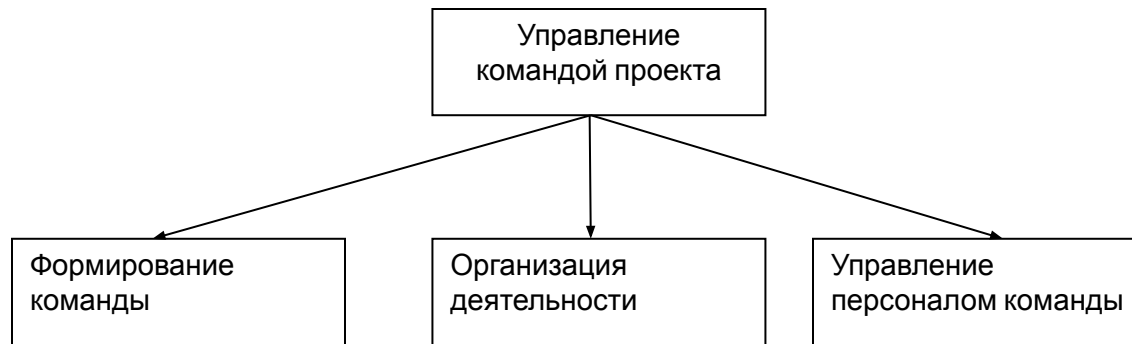 Управление
командой проекта
Формирование
команды
Организация
деятельности
Управление
персоналом команды